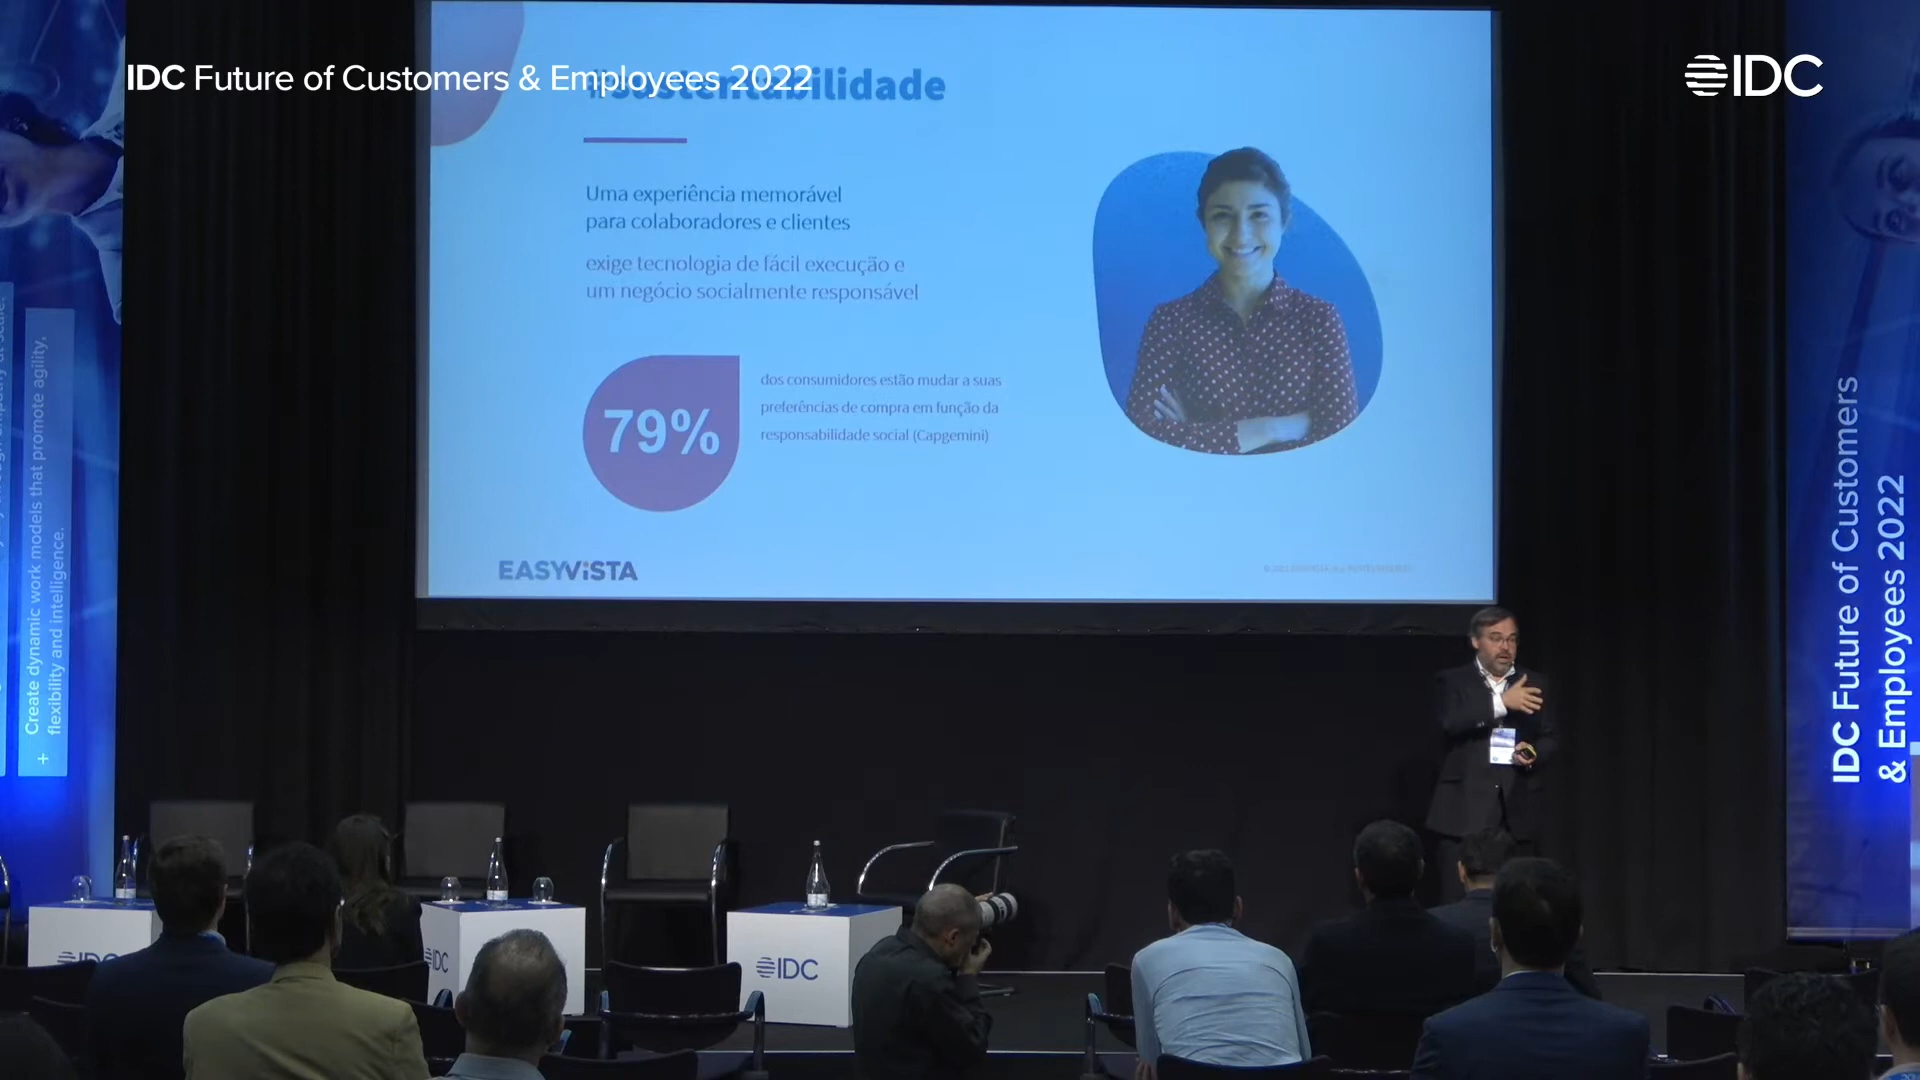 IDC Future of Customers & Employees 2022
IDC
#sustentabilidade
Uma experiência memorável
para colaboradores e clientes
exige tecnologia de fácil execução e
um negócio socialmente responsável
79%
dos consumidores estão mudar a suas
preferências de compra em função da
responsabilidade social (Capgemini)
EASYVISTA
+ Create dynamic work models that promote agility,
flexibility and intelligence.
IDC Future of Customers
& Employees 2022
IDC
IDC
IDC